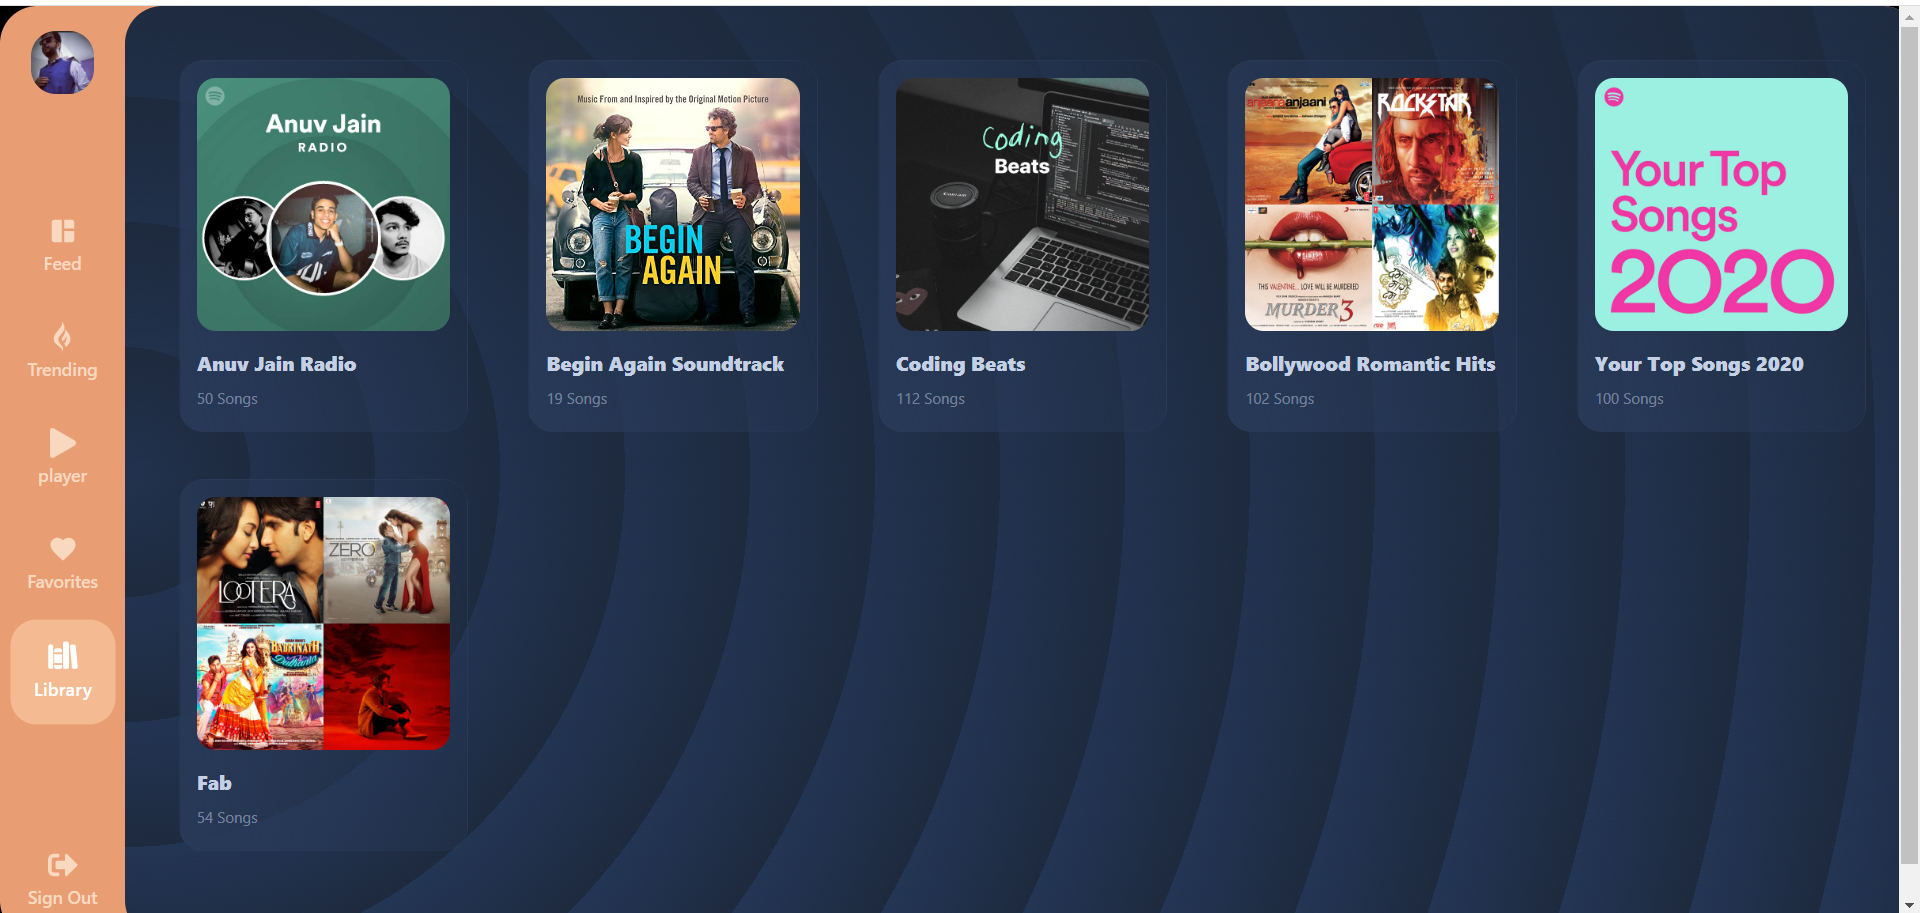 Feed
Trending
player
Favorites
Library
Sign Out
Anuv Jain
RADIO
Anuv Jain Radio
50 Songs
Music From and Inspired by the Original Motion Picture
BEGIN
AGAIN
Begin Again Soundtrack
19 Songs
Coding
Beats
Coding Beats
112 Songs
anjaana anjaani
ROCKSTAR
THIS VALENTINE... LOVE WILL BE MURDERED
MURDER 3
Bollywood Romantic Hits
102 Songs
Your Top
Songs
2020
Your Top Songs 2020
100 Songs
LOOTERA
ZERO
BADRINATH
Dulhania
Fab
54 Songs